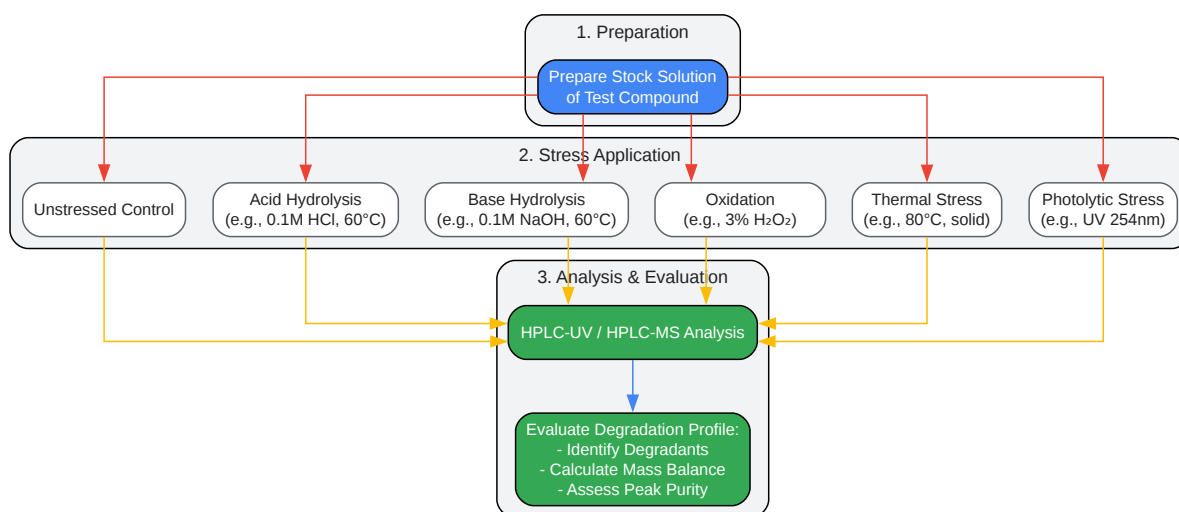 1. Preparation
Prepare Stock Solution
of Test Compound
2. Stress Application
Unstressed Control
Acid Hydrolysis
(e.g., 0.1M HCl, 60°C)
Base Hydrolysis
(e.g., 0.1M NaOH, 60°C)
Oxidation
(e.g., 3% H₂O₂)
Thermal Stress
(e.g., 80°C, solid)
Photolytic Stress
(e.g., UV 254nm)
3. Analysis & Evaluation
HPLC-UV / HPLC-MS Analysis
Evaluate Degradation Profile:
- Identify Degradants
- Calculate Mass Balance
- Assess Peak Purity